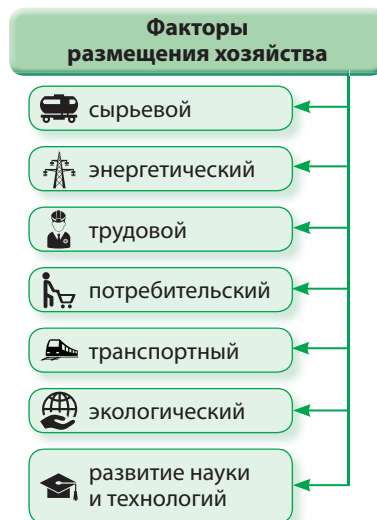 Факторы
размещения хозяйства
сырьевой
энергетический
трудовой
потребительский
транспортный
экологический
развитие науки
и технологий